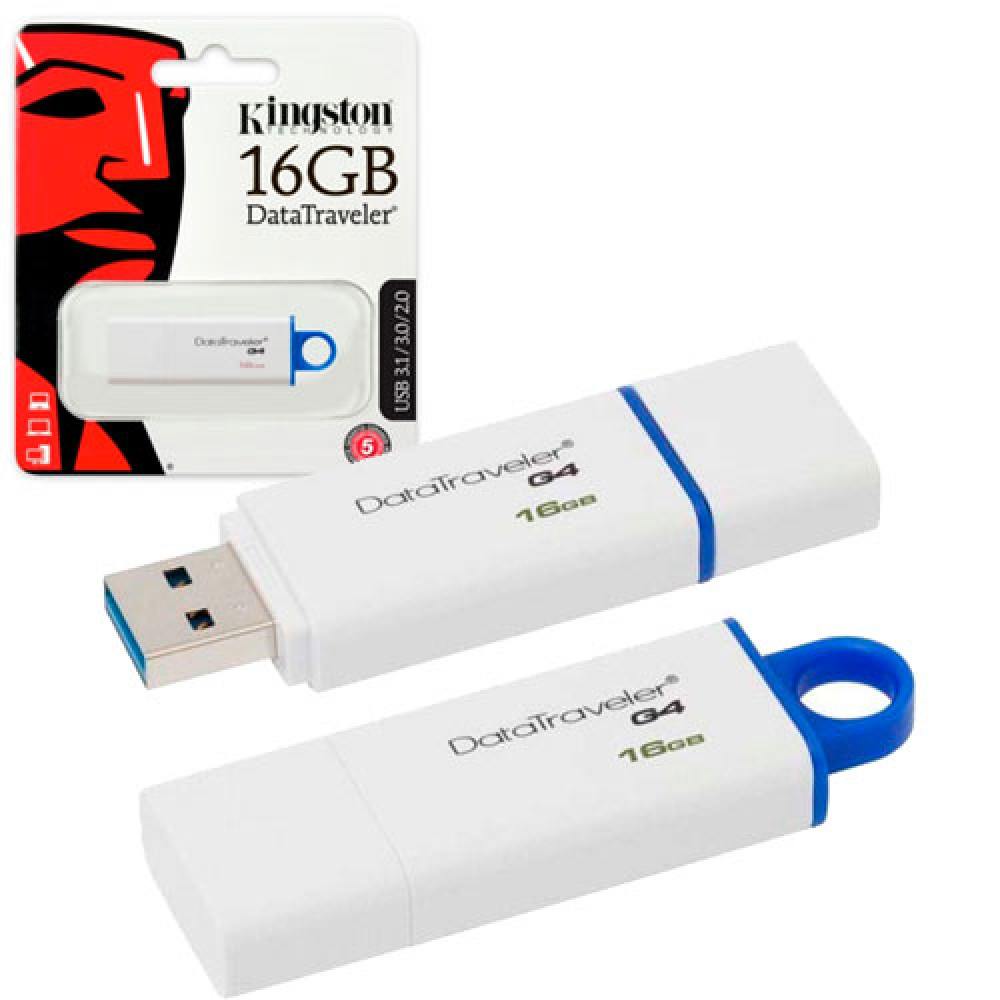 Kingston
TECHNOLOGY
16GB
DataTraveler®
USB 3.1/3.0/2.0
DataTraveler®
G4
16GB
5
DataTraveler®
G4
16GB
DataTraveler®
G4
16GB